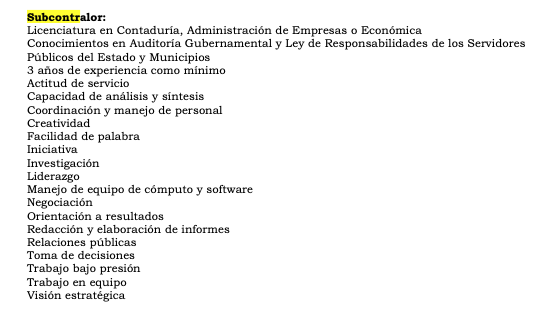 Subcontralor:
Licenciatura en Contaduría, Administración de Empresas o Económica
Conocimientos en Auditoría Gubernamental y Ley de Responsabilidades de los Servidores
Públicos del Estado y Municipios
3 años de experiencia como mínimo
Actitud de servicio
Capacidad de análisis y síntesis
Coordinación y manejo de personal
Creatividad
Facilidad de palabra
Iniciativa
Investigación
Liderazgo
Manejo de equipo de cómputo y software
Negociación
Orientación a resultados
Redacción y elaboración de informes
Relaciones públicas
Toma de decisiones
Trabajo bajo presión
Trabajo en equipo
Visión estratégica